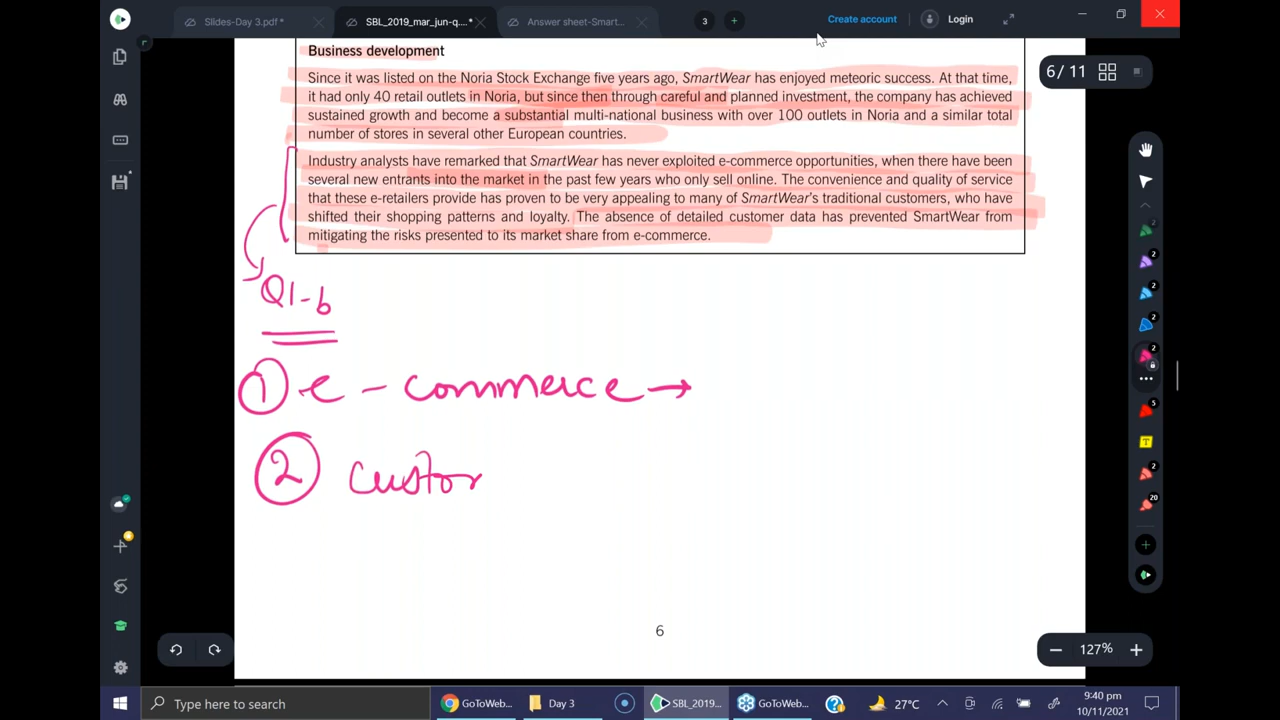 Slides-Day 3.pdf*
SBL_2019_mar_jun-q....*
Answer sheet-Smart...
3
Create account
Login
Business development
6/11
Since it was listed on the Noria Stock Exchange five years ago, SmartWear has enjoyed meteoric success. At that time,
it had only 40 retail outlets in Noria, but since then through careful and planned investment, the company has achieved
sustained growth and become a substantial multi-national business with over 100 outlets in Noria and a similar total
number of stores in several other European countries.
Industry analysts have remarked that SmartWear has never exploited e-commerce opportunities, when there have been
several new entrants into the market in the past few years who only sell online. The convenience and quality of service
that these e-retailers provide has proven to be very appealing to many of SmartWear's traditional customers, who have
shifted their shopping patterns and loyalty. The absence of detailed customer data has prevented SmartWear from
mitigating the risks presented to its market share from e-commerce.
Q1-b
① e-commerce →
② custor
6
127%
Type here to search
GoToWeb...
Day 3
SBL_2019...
GoToWeb...
27°C
9:40 pm
10/11/2021